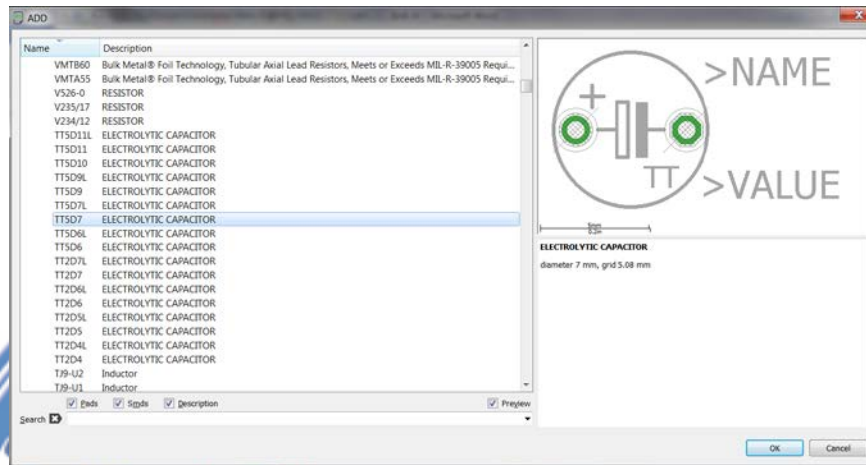 ADD
Name Description
VMTB60 Bulk Metal® Foil Technology, Tubular Axial Lead Resistors, Meets or Exceeds MIL-R-39005 Requi...
VMTA55 Bulk Metal® Foil Technology, Tubular Axial Lead Resistors, Meets or Exceeds MIL-R-39005 Requi...
V526-0 RESISTOR
V235/17 RESISTOR
V234/12 RESISTOR
TT5D11L ELECTROLYTIC CAPACITOR
TT5D11 ELECTROLYTIC CAPACITOR
TT5D10 ELECTROLYTIC CAPACITOR
TT5D9L ELECTROLYTIC CAPACITOR
TT5D9 ELECTROLYTIC CAPACITOR
TT5D7L ELECTROLYTIC CAPACITOR
TT5D7 ELECTROLYTIC CAPACITOR
TT5D6L ELECTROLYTIC CAPACITOR
TT5D6 ELECTROLYTIC CAPACITOR
TT2D7L ELECTROLYTIC CAPACITOR
TT2D7 ELECTROLYTIC CAPACITOR
TT2D6L ELECTROLYTIC CAPACITOR
TT2D6 ELECTROLYTIC CAPACITOR
TT2D5L ELECTROLYTIC CAPACITOR
TT2D5 ELECTROLYTIC CAPACITOR
TT2D4L ELECTROLYTIC CAPACITOR
TT2D4 ELECTROLYTIC CAPACITOR
TJ9-U2 Inductor
TJ9-U1 Inductor
Pads Smds Description Preview
Search
>NAME
+
TT
>VALUE
5mm
0.2in
ELECTROLYTIC CAPACITOR
diameter 7 mm, grid 5.08 mm
OK Cancel